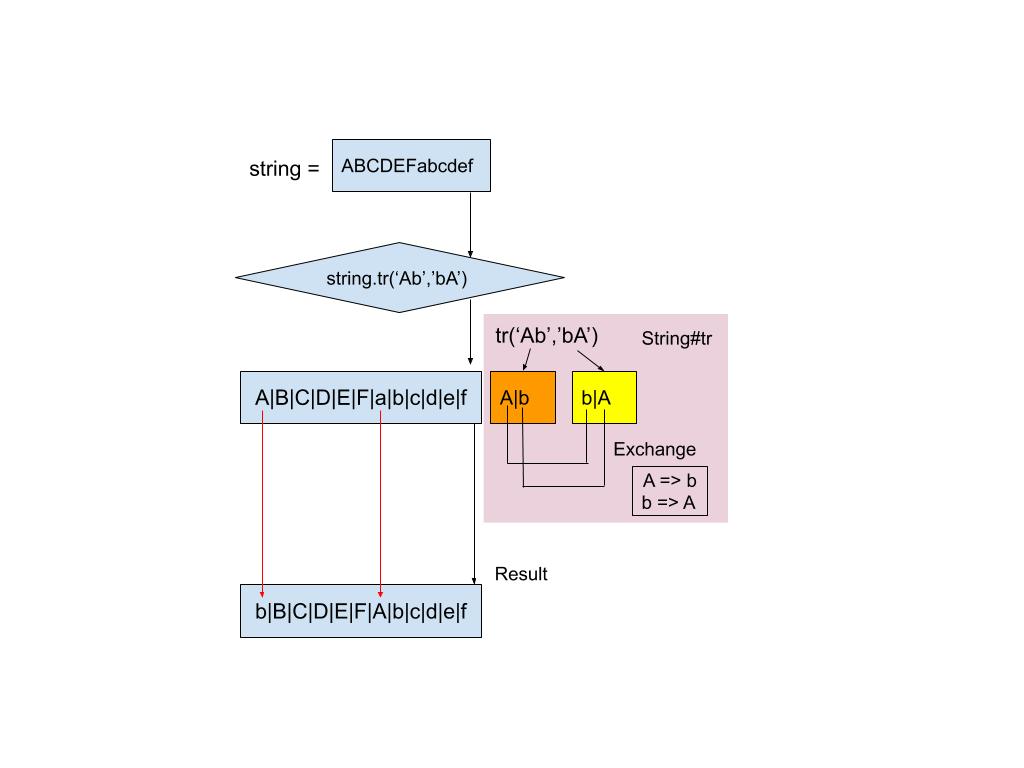 string =
ABCDEFabcdef
string.tr(‘Ab’,’bA’)
tr(‘Ab’,’bA’)
String#tr
A|B|C|D|E|F|a|b|c|d|e|f
A|b
b|A
Exchange
A => b
b => A
Result
b|B|C|D|E|F|A|b|c|d|e|f